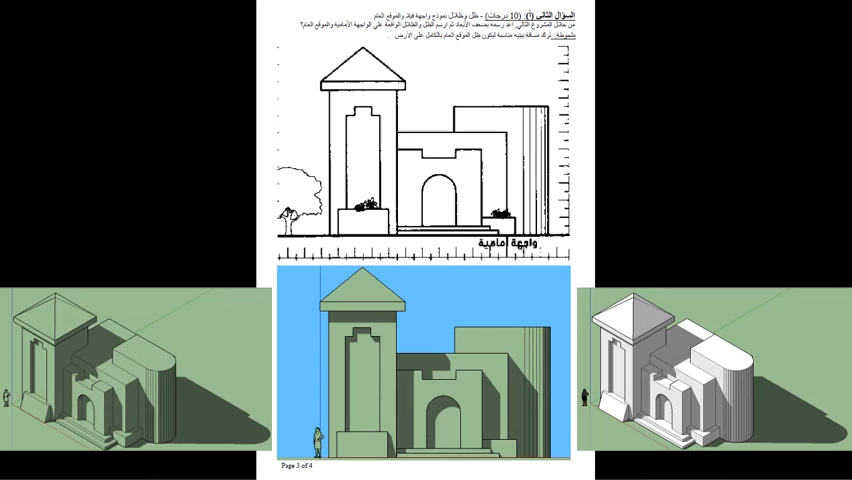 السؤال الثاني (أ): (10 درجات) - ظل وظلال نموذج واجهة فيلا والموقع العام
من خلال المشروع التالي، اعد رسمه بضعف الأبعاد ثم ارسم الظل والظلال الواقعة على الواجهة الأمامية والموقع العام؟
ملحوظة: ترك مسافة بينيه مناسبة ليكون ظل الموقع العام بالكامل على الأرض .
واجهة أمامية
Page 3 of 4